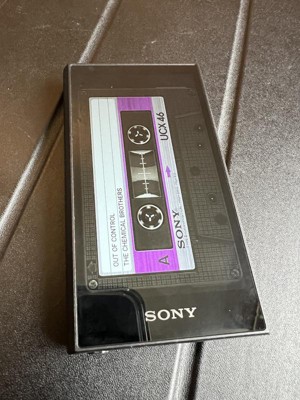 OUT OF CONTROL
THE CHEMICAL BROTHERS
UCX 46
A
SONY
SONY